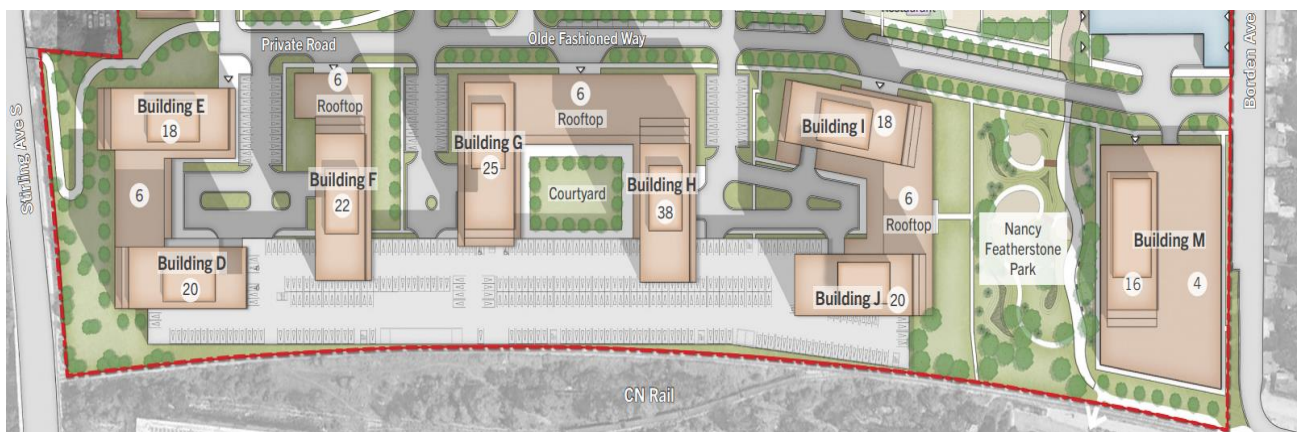 Restaurant
Private Road
Olde Fashioned Way
Stirling Ave S
Borden Ave
Building E
18
6
Rooftop
6
Rooftop
Building I
18
Building G
25
Building F
22
Building H
38
Courtyard
6
6
Rooftop
Nancy
Featherstone
Park
Building M
16
4
Building D
20
Building J
20
CN Rail